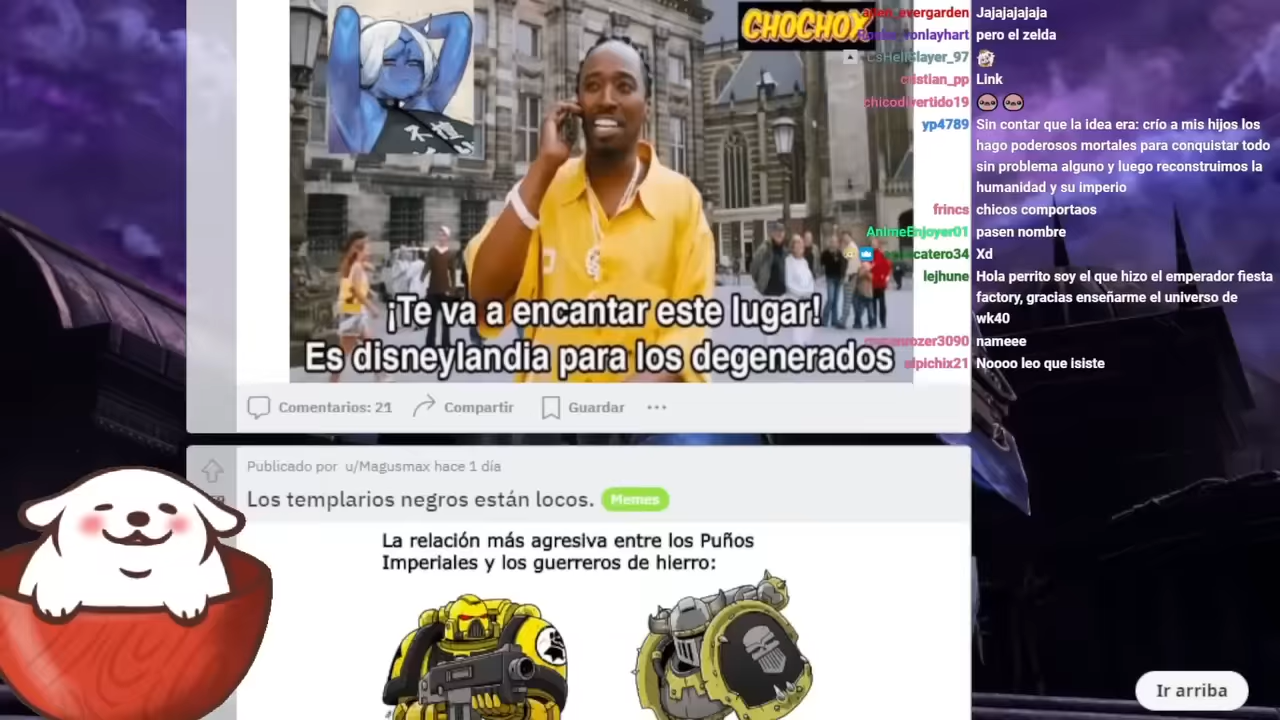 CHOCHOX
¡Te va a encantar este lugar!
Es disneylandia para los degenerados
Comentarios: 21 Compartir Guardar
Publicado por u/Magusmax hace 1 día
Los templarios negros están locos. Memes
La relación más agresiva entre los Puños
Imperiales y los guerreros de hierro:
evergarden Jajajajajaja
ronlayhart pero el zelda
CsHellSlayer_97
cristian_pp Link
chicodivertido19
yp4789 Sin contar que la idea era: crío a mis hijos los
hago poderosos mortales para conquistar todo
sin problema alguno y luego reconstruimos la
humanidad y su imperio
frincs chicos comportaos
AnimeEnjoyer01 pasen nombre
catero34 Xd
lejhune Hola perrito soy el que hizo el emperador fiesta
factory, gracias enseñarme el universo de
wk40
nameee
elpichix21 Noooo leo que isiste
Ir arriba